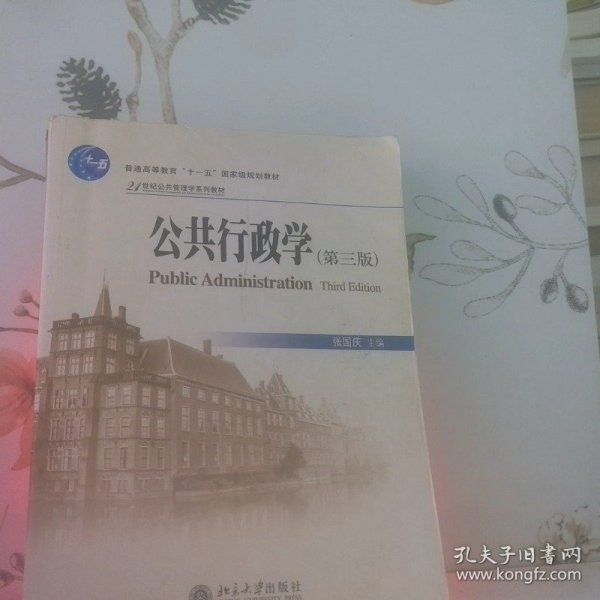 十一五
普通高等教育“十一五”国家级规划教材
21世纪公共管理学系列教材
公共行政学(第三版)
Public Administration Third Edition
张国庆 主编
北京大学出版社
孔夫子旧书网
www.kongfz.com